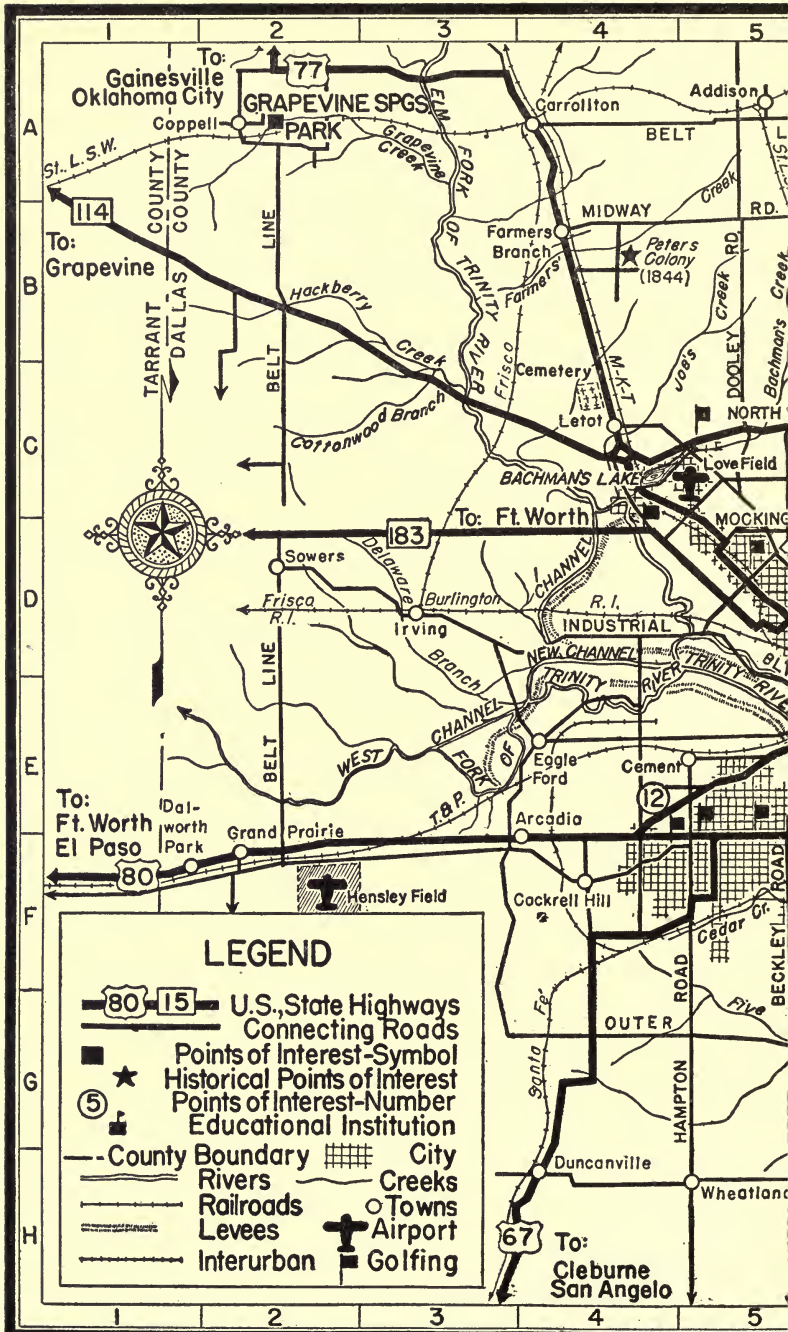 1 2 3 4 5
To:
Gainesville
Oklahoma City
77
GRAPEVINE SPGS
PARK
Coppell
Grapevine
Creek
ELM FORK OF TRINITY RIVER
Carrollton
Addison
BELT L
A
St. L. S.W.
St. L.
114
To:
Grapevine
TARRANT COUNTY
DALLAS COUNTY
BELT LINE
MIDWAY RD.
Farmers
Branch
Farmers
Creek
Peters
Colony
(1844)
B
Hackberry
Creek
Frisco
M-K-T
Joe's Creek
DOOLEY RD
Bachman's Creek
Cemetery
Letot
NORTH
Cottonwood Branch
C
BACHMAN'S LAKE
Love Field
To: Ft. Worth
183
MOCKING
Sowers
Delaware
Branch
CHANNEL
D
Frisco
R.I.
Burlington
R. I.
Irving
INDUSTRIAL
BL
NEW CHANNEL
TRINITY RIVER
TRINITY RIVE
BELT LINE
WEST FORK OF
CHANNEL
Eagle
Ford
Cement
E
12
T.&P.
To:
Ft. Worth
El Paso
Dal-
worth
Park
Grand Prairie
Arcadia
80
Hensley Field
Cockrell Hill
Cedar Cr.
BECKLEY ROAD
F
LEGEND
80 15 U.S., State Highways
Connecting Roads
Points of Interest-Symbol
Historical Points of Interest
5 Points of Interest-Number
Educational Institution
County Boundary City
Rivers Creeks
Railroads Towns
Levees Airport
Interurban Golfing
Santa Fe
OUTER
Five
HAMPTON ROAD
G
Duncanville
Wheatland
H
67
To:
Cleburne
San Angelo
1 2 3 4 5